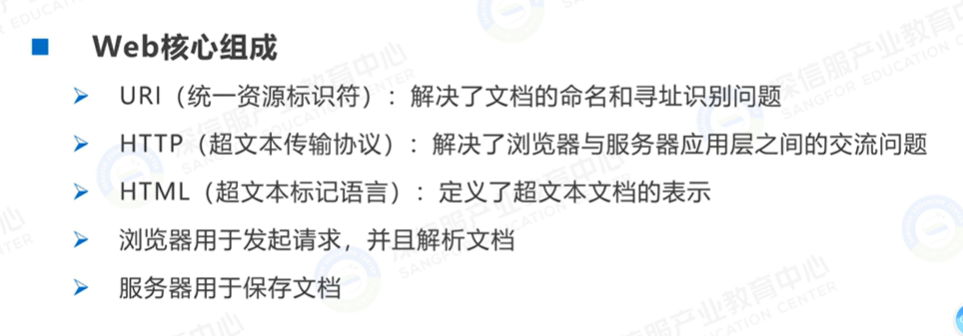 Web核心组成
URI（统一资源标识符）：解决了文档的命名和寻址识别问题
HTTP（超文本传输协议）：解决了浏览器与服务器应用层之间的交流问题
HTML（超文本标记语言）：定义了超文本文档的表示
浏览器用于发起请求，并且解析文档
服务器用于保存文档
深信服产业教育中心
SANGFOR EDUCATION CENTER